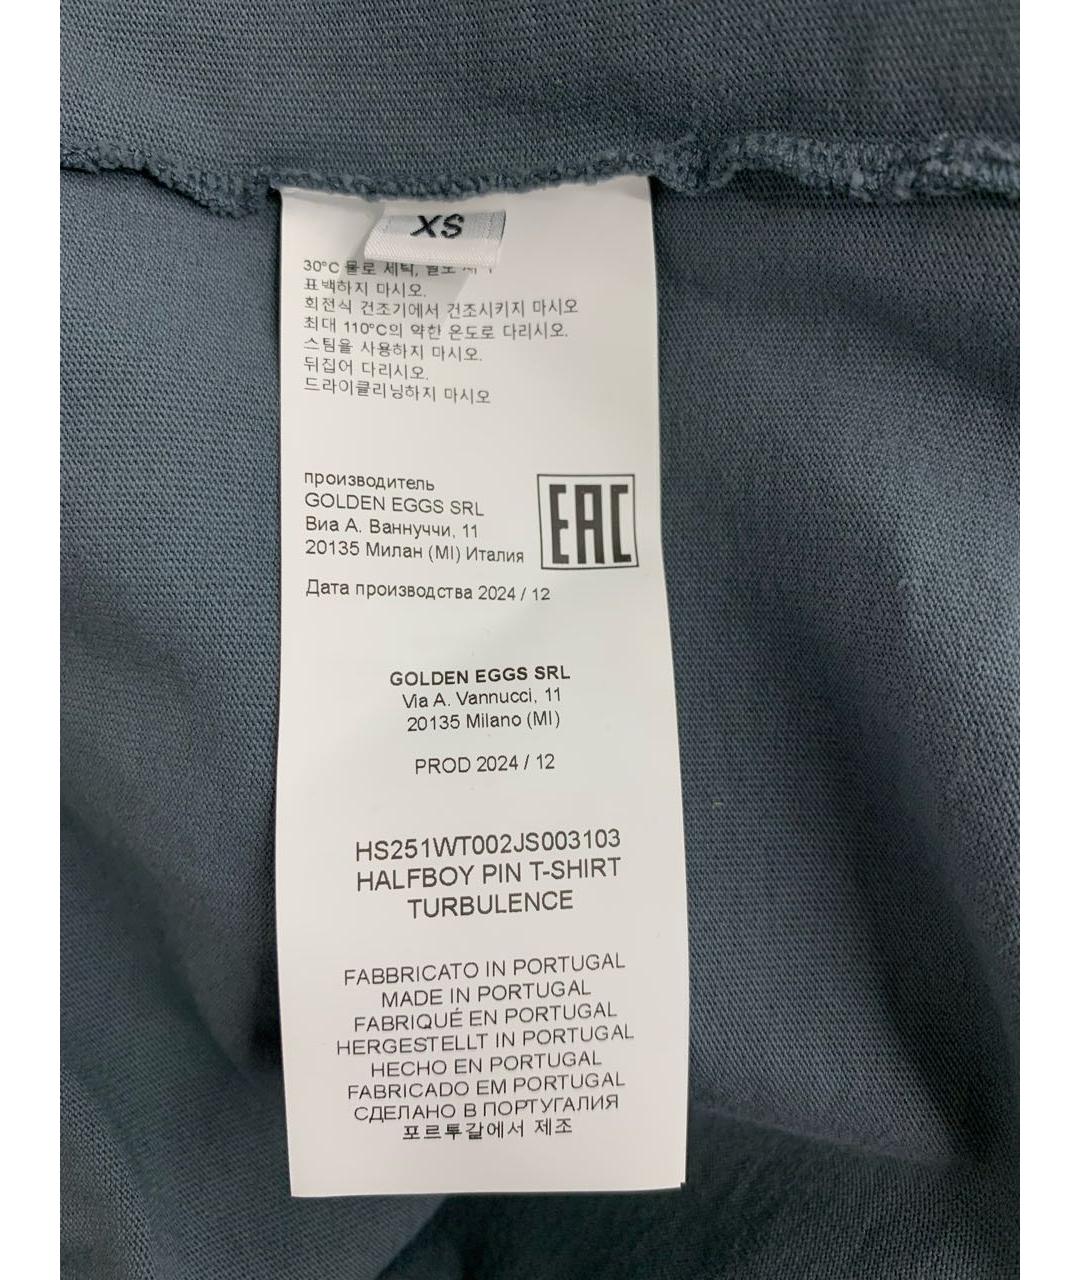 XS
30°C 물로 세탁,
표백하지 마시오.
회전식 건조기에서 건조시키지 마시오
최대 110°C의 약한 온도로 다리시오.
스팀을 사용하지 마시오.
뒤집어 다리시오.
드라이클리닝하지 마시오
производитель
GOLDEN EGGS SRL
Виа А. Ваннуччи, 11
20135 Милан (MI) Италия
EAC
Дата производства 2024 / 12
GOLDEN EGGS SRL
Via A. Vannucci, 11
20135 Milano (MI)
PROD 2024 / 12
HS251WT002JS003103
HALFBOY PIN T-SHIRT
TURBULENCE
FABBRICATO IN PORTUGAL
MADE IN PORTUGAL
FABRIQUÉ EN PORTUGAL
HERGESTELLT IN PORTUGAL
HECHO EN PORTUGAL
FABRICADO EM PORTUGAL
СДЕЛАНО В ПОРТУГАЛИЯ
포르투갈에서 제조